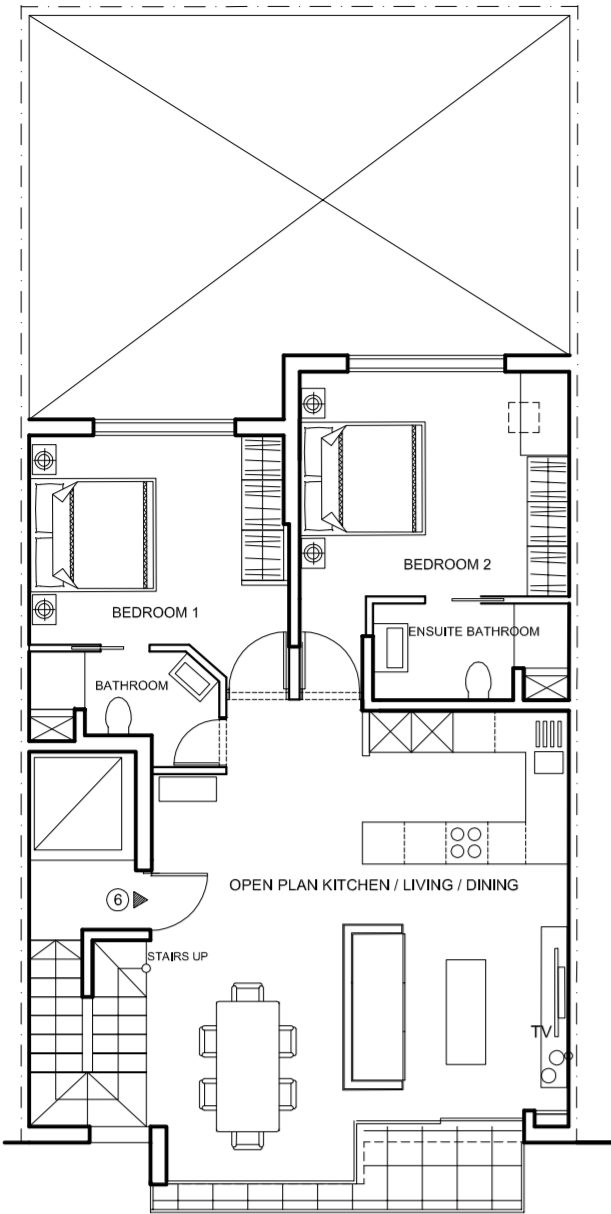 BEDROOM 2
BEDROOM 1
ENSUITE BATHROOM
BATHROOM
OPEN PLAN KITCHEN / LIVING / DINING
6
STAIRS UP
TV